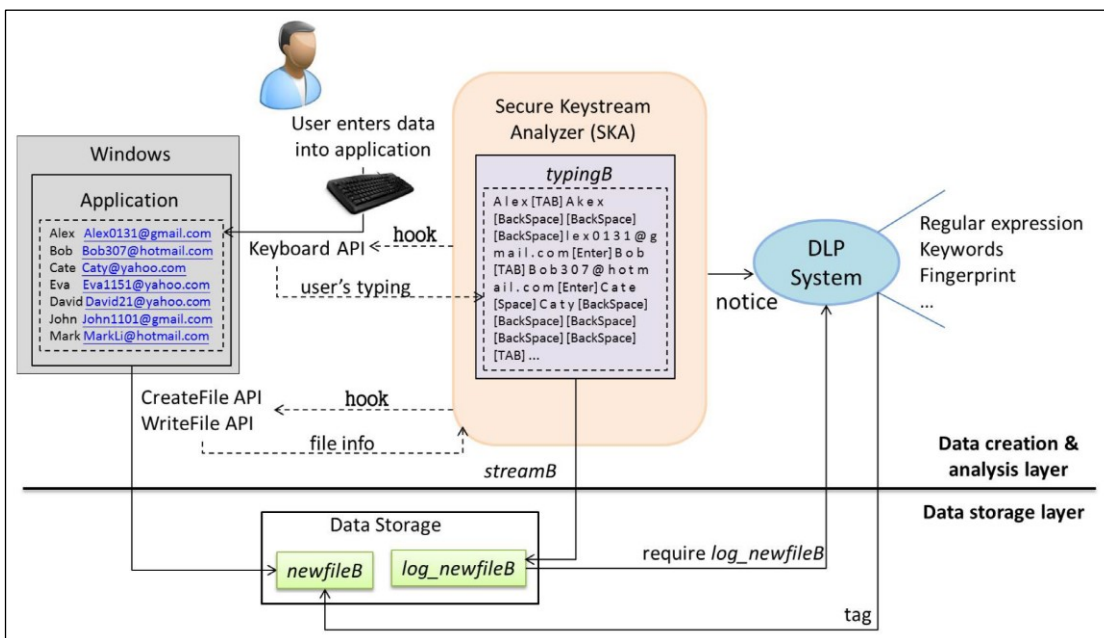 User enters data
into application
Windows
Application
Alex Alex0131@gmail.com
Bob Bob307@hotmail.com
Cate Caty@yahoo.com
Eva Eva1151@yahoo.com
David David21@yahoo.com
John John1101@gmail.com
Mark MarkLi@hotmail.com
Keyboard API
hook
user's typing
CreateFile API
WriteFile API
hook
file info
Secure Keystream
Analyzer (SKA)
typingB
A l e x [TAB] A k e x
[BackSpace] [BackSpace]
[BackSpace] l e x 0 1 3 1 @ g
m a i l . c o m [Enter] B o b
[TAB] B o b 3 0 7 @ h o t m
a i l . c o m [Enter] C a t e
[Space] C a t y [BackSpace]
[BackSpace] [BackSpace]
[BackSpace] [BackSpace]
[TAB] ...
notice
DLP
System
Regular expression
Keywords
Fingerprint
...
streamB
Data creation &
analysis layer
Data storage layer
Data Storage
newfileB
log_newfileB
require log_newfileB
tag